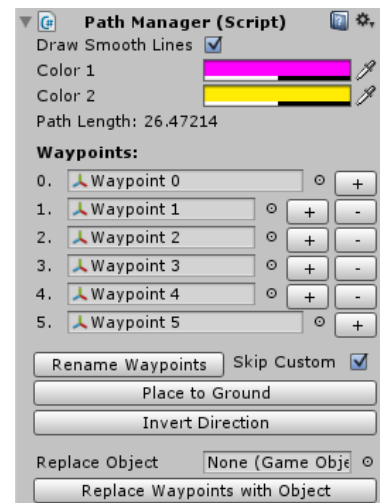 Path Manager (Script)
Draw Smooth Lines
Color 1
Color 2
Path Length: 26.47214
Waypoints:
0. Waypoint 0 +
1. Waypoint 1 + -
2. Waypoint 2 + -
3. Waypoint 3 + -
4. Waypoint 4 + -
5. Waypoint 5 +
Rename Waypoints Skip Custom
Place to Ground
Invert Direction
Replace Object None (Game Obje
Replace Waypoints with Object